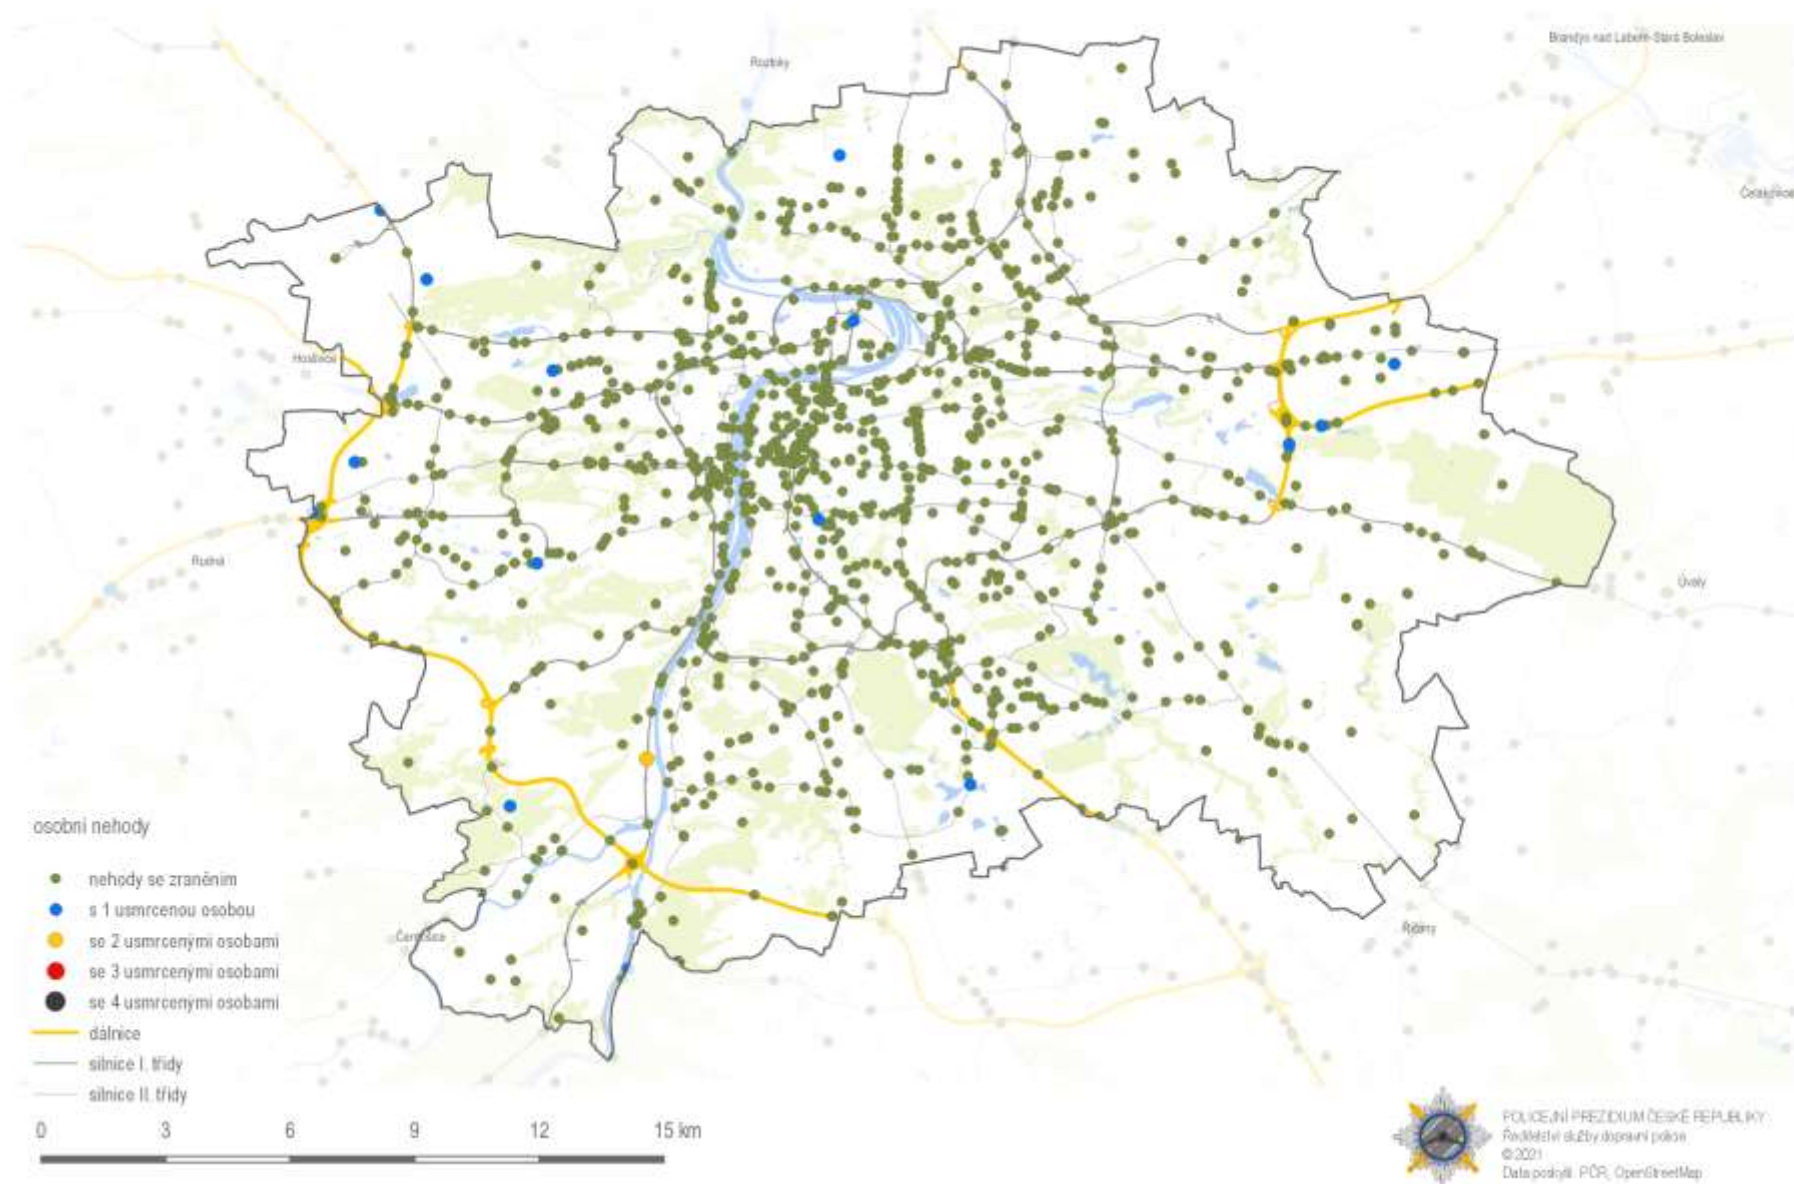 Brandýs nad Labem-Stará Boleslav
Roztoky
Čelákovice
Hostivice
Rudná
Úvaly
osobní nehody
nehody se zraněním
s 1 usmrcenou osobou
se 2 usmrcenými osobami
se 3 usmrcenými osobami
se 4 usmrcenými osobami
dálnice
silnice I. třídy
silnice II. třídy
Černošice
Říčany
0 3 6 9 12 15 km
POLICEJNÍ PREZIDIUM ČESKÉ REPUBLIKY
Ředitelství služby dopravní policie
© 2021
Data poskytli: PČR, OpenStreetMap